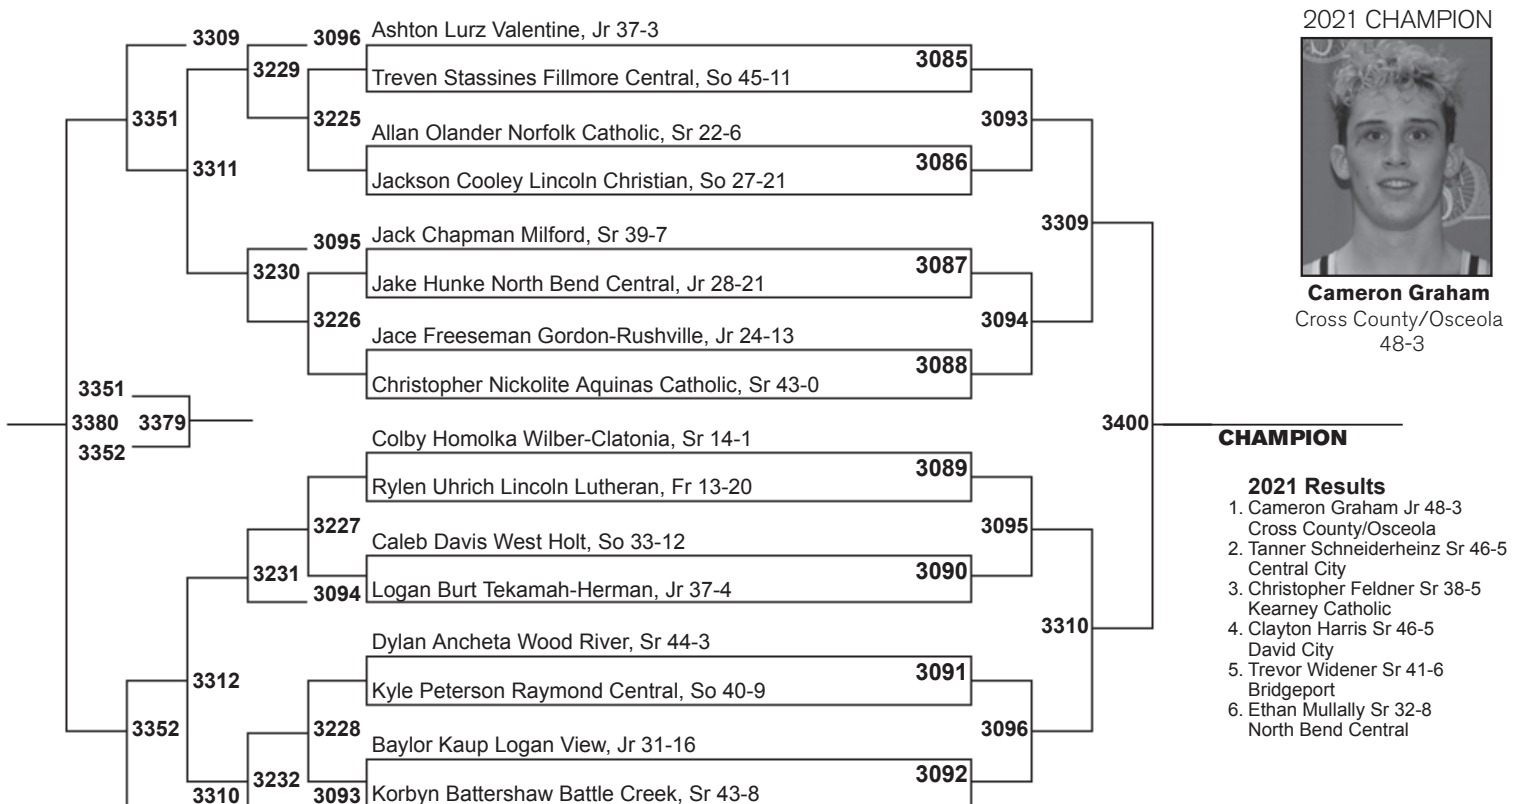 2021 CHAMPION
Cameron Graham
Cross County/Osceola
48-3
3309
3096
Ashton Lurz Valentine, Jr 37-3
3085
3229
Treven Stassines Fillmore Central, So 45-11
3351
3225
3093
Allan Olander Norfolk Catholic, Sr 22-6
3086
3311
Jackson Cooley Lincoln Christian, So 27-21
3309
3095
Jack Chapman Milford, Sr 39-7
3087
3230
Jake Hunke North Bend Central, Jr 28-21
3226
3094
Jace Freeseman Gordon-Rushville, Jr 24-13
3088
Christopher Nickolite Aquinas Catholic, Sr 43-0
3351
3380
3379
3352
3400
CHAMPION
Colby Homolka Wilber-Clatonia, Sr 14-1
3089
Rylen Uhrich Lincoln Lutheran, Fr 13-20
3227
3095
Caleb Davis West Holt, So 33-12
3090
3231
3094
Logan Burt Tekamah-Herman, Jr 37-4
3310
Dylan Ancheta Wood River, Sr 44-3
3091
3312
Kyle Peterson Raymond Central, So 40-9
3352
3228
3096
Baylor Kaup Logan View, Jr 31-16
3092
3232
3310
3093
Korbyn Battershaw Battle Creek, Sr 43-8
2021 Results
1. Cameron Graham Jr 48-3
Cross County/Osceola
2. Tanner Schneiderheinz Sr 46-5
Central City
3. Christopher Feldner Sr 38-5
Kearney Catholic
4. Clayton Harris Sr 46-5
David City
5. Trevor Widener Sr 41-6
Bridgeport
6. Ethan Mullally Sr 32-8
North Bend Central